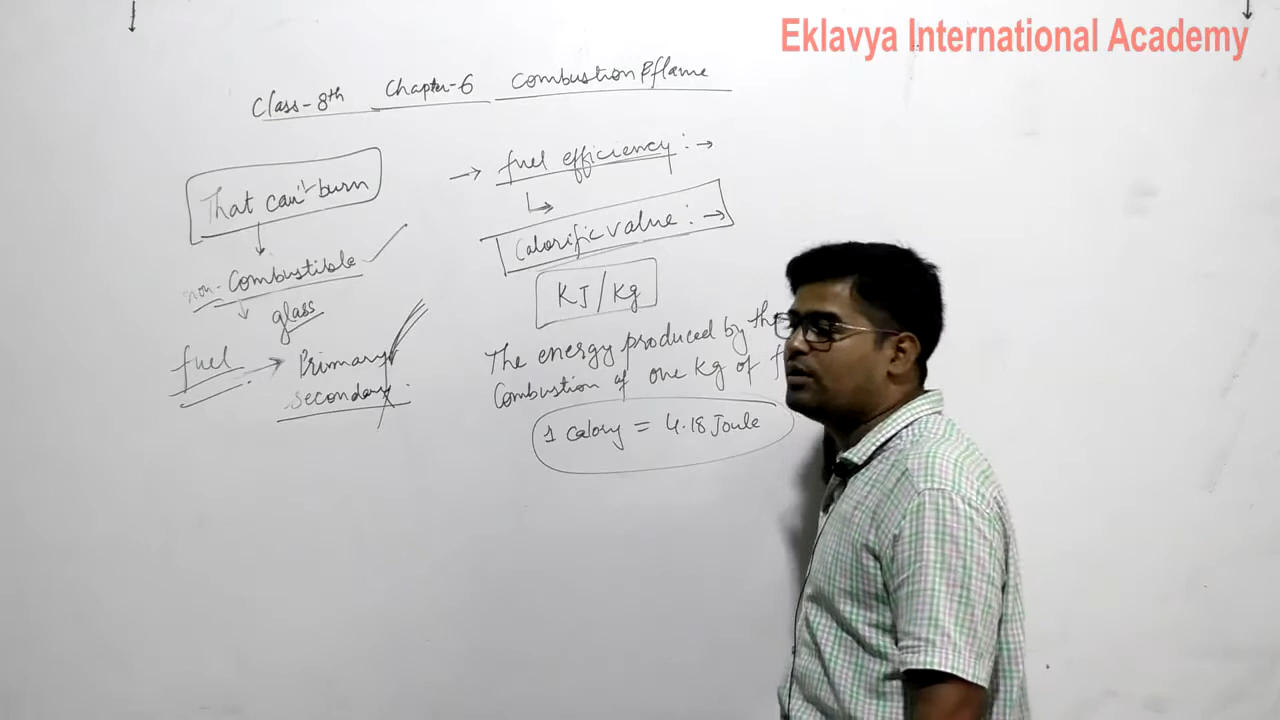 Eklavya International Academy
Class-8th Chapter-6 Combustion & flame
That can't burn
non-Combustible
glass
fuel → Primary
secondary
→ fuel efficiency :→
Calorific value :→
KJ/Kg
The energy produced by the
Combustion of one Kg of f
1 calory = 4.18 Joule